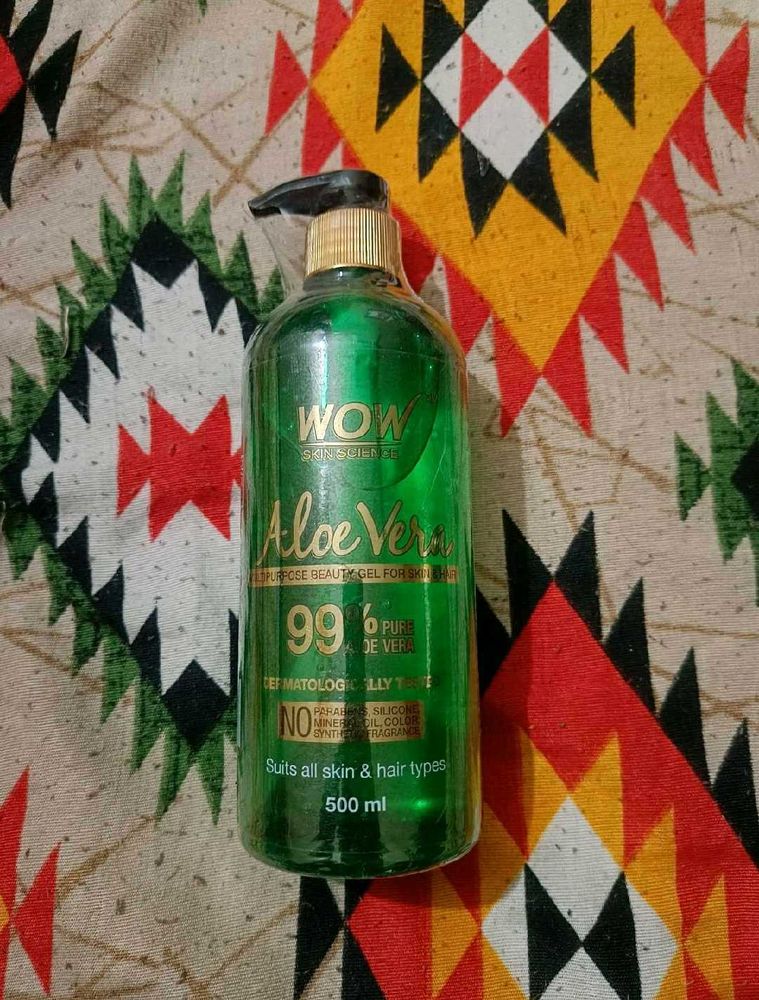 WOW
SKIN SCIENCE
Aloe Vera
MULTIPURPOSE BEAUTY GEL FOR SKIN & HAIR
99% PURE
ALOE VERA
DERMATOLOGICALLY TESTED
NO PARABENS, SILICONE,
MINERAL OIL, COLOR,
SYNTHETIC FRAGRANCE
Suits all skin & hair types
500 ml